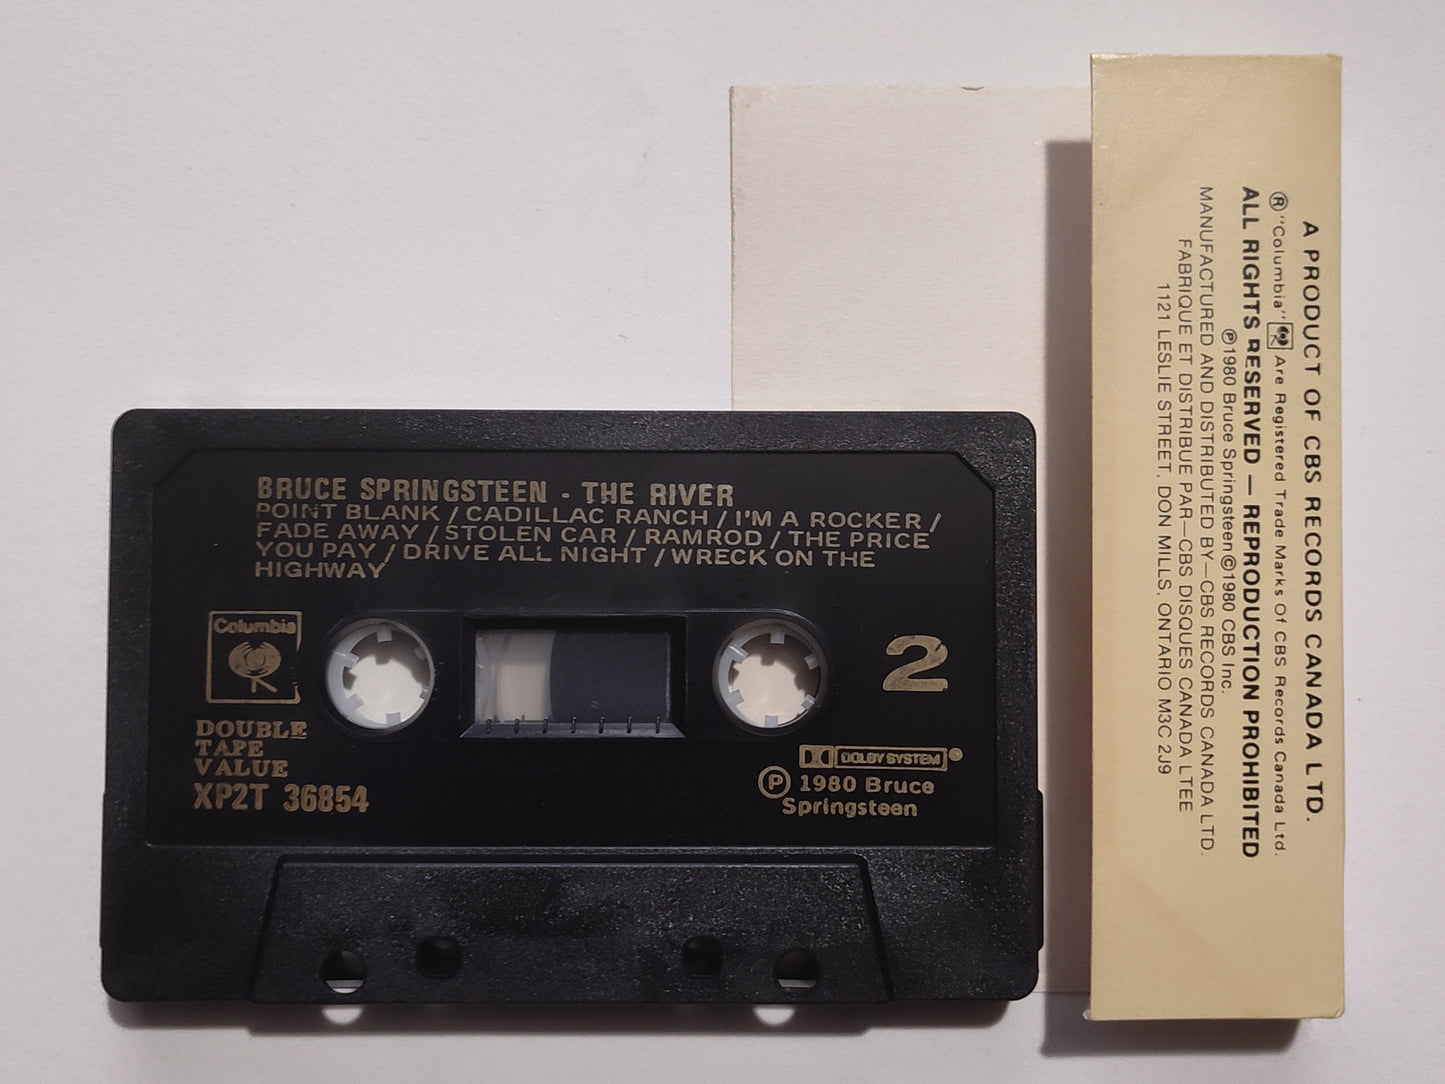 BRUCE SPRINGSTEEN - THE RIVER
POINT BLANK / CADILLAC RANCH / I'M A ROCKER /
FADE AWAY / STOLEN CAR / RAMROD / THE PRICE
YOU PAY / DRIVE ALL NIGHT / WRECK ON THE
HIGHWAY
Columbia
2
DOUBLE
TAPE
VALUE
XP2T 36854
DOLBY SYSTEM ®
Ⓟ 1980 Bruce
Springsteen
A PRODUCT OF CBS RECORDS CANADA LTD.
® "Columbia" Are Registered Trade Marks Of CBS Records Canada Ltd.
ALL RIGHTS RESERVED — REPRODUCTION PROHIBITED
Ⓟ1980 Bruce Springsteen ©1980 CBS Inc.
MANUFACTURED AND DISTRIBUTED BY—CBS RECORDS CANADA LTD.
FABRIQUE ET DISTRIBUE PAR—CBS DISQUES CANADA LTEE
1121 LESLIE STREET, DON MILLS, ONTARIO M3C 2J9